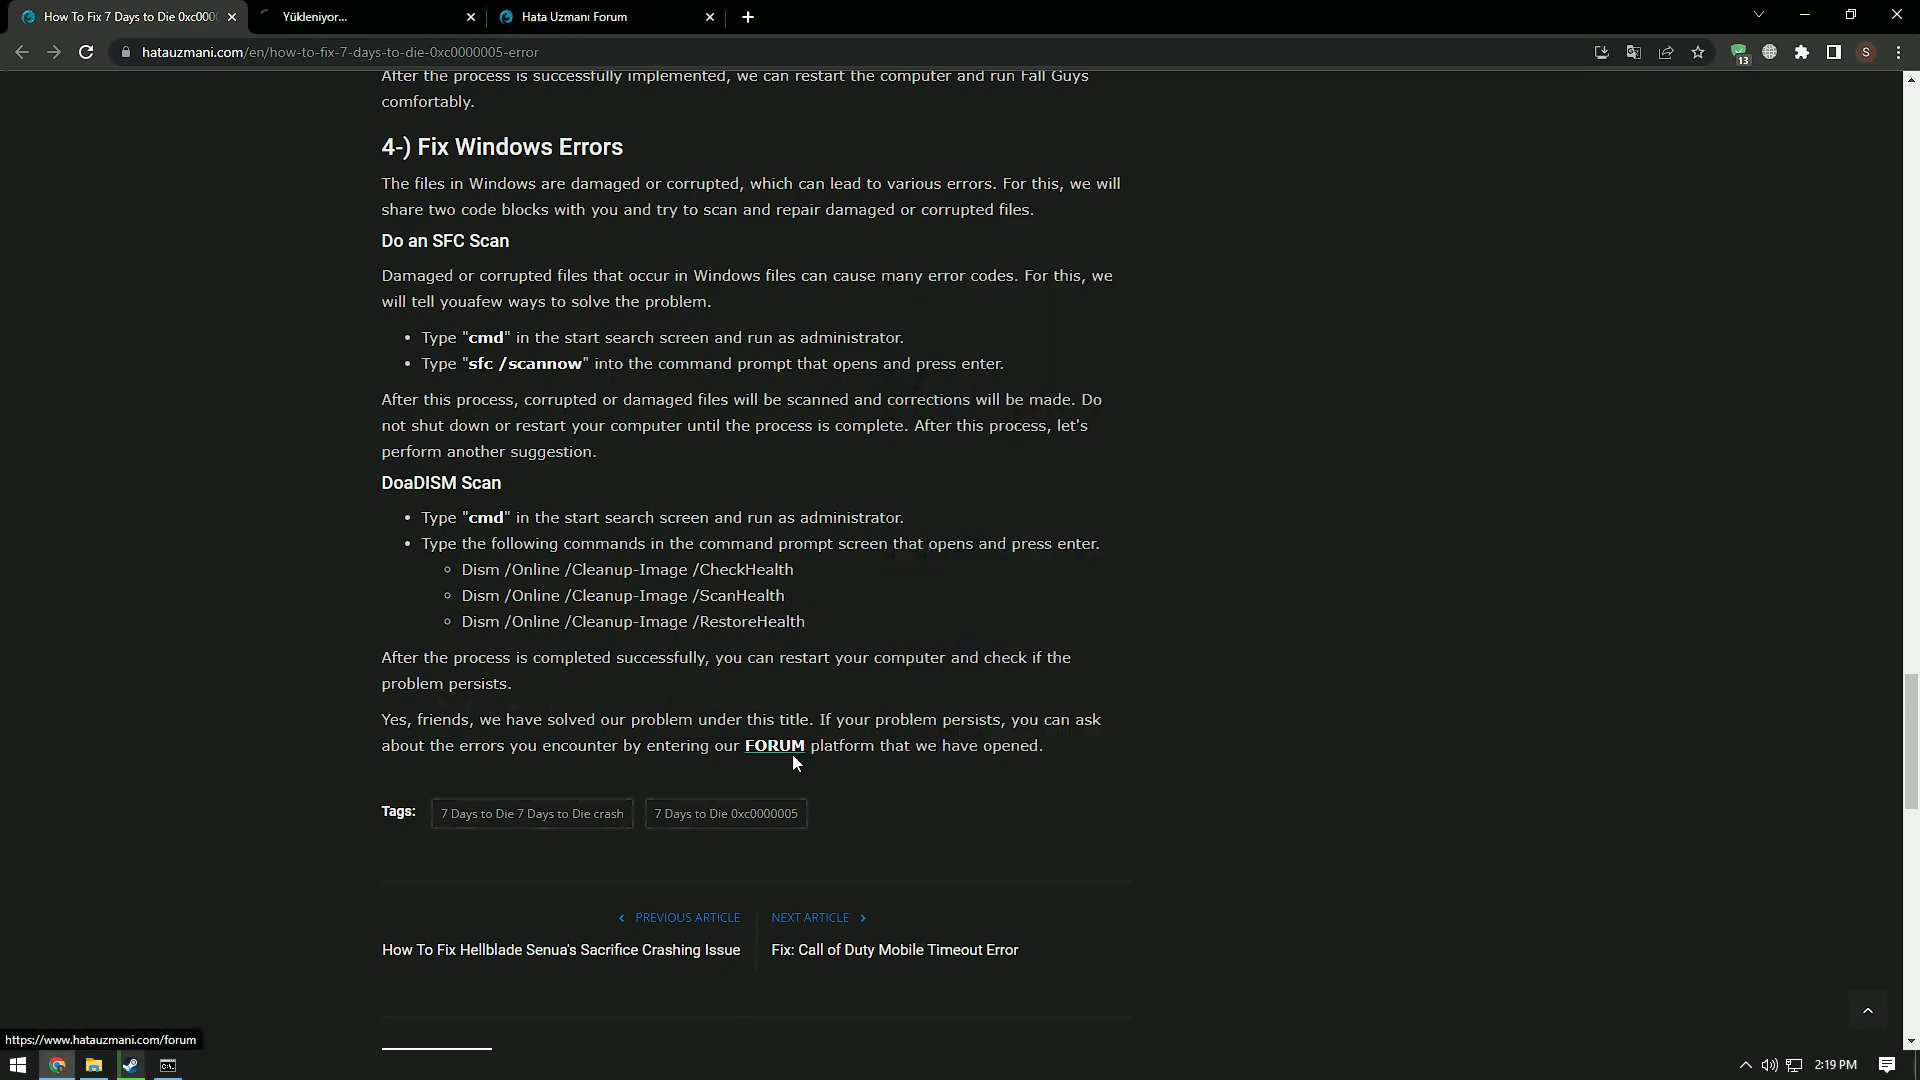 How To Fix 7 Days to Die 0xc000
Yükleniyor...
Hata Uzmanı Forum
hatauzmani.com/en/how-to-fix-7-days-to-die-0xc0000005-error
13
S
After the process is successfully implemented, we can restart the computer and run Fall Guys
comfortably.
4-) Fix Windows Errors
The files in Windows are damaged or corrupted, which can lead to various errors. For this, we will
share two code blocks with you and try to scan and repair damaged or corrupted files.
Do an SFC Scan
Damaged or corrupted files that occur in Windows files can cause many error codes. For this, we
will tell youafew ways to solve the problem.
Type "cmd" in the start search screen and run as administrator.
Type "sfc /scannow" into the command prompt that opens and press enter.
After this process, corrupted or damaged files will be scanned and corrections will be made. Do
not shut down or restart your computer until the process is complete. After this process, let's
perform another suggestion.
DoaDISM Scan
Type "cmd" in the start search screen and run as administrator.
Type the following commands in the command prompt screen that opens and press enter.
Dism /Online /Cleanup-Image /CheckHealth
Dism /Online /Cleanup-Image /ScanHealth
Dism /Online /Cleanup-Image /RestoreHealth
After the process is completed successfully, you can restart your computer and check if the
problem persists.
Yes, friends, we have solved our problem under this title. If your problem persists, you can ask
about the errors you encounter by entering our FORUM platform that we have opened.
Tags: 7 Days to Die 7 Days to Die crash 7 Days to Die 0xc0000005
PREVIOUS ARTICLE
NEXT ARTICLE
How To Fix Hellblade Senua's Sacrifice Crashing Issue
Fix: Call of Duty Mobile Timeout Error
https://www.hatauzmani.com/forum
2:19 PM